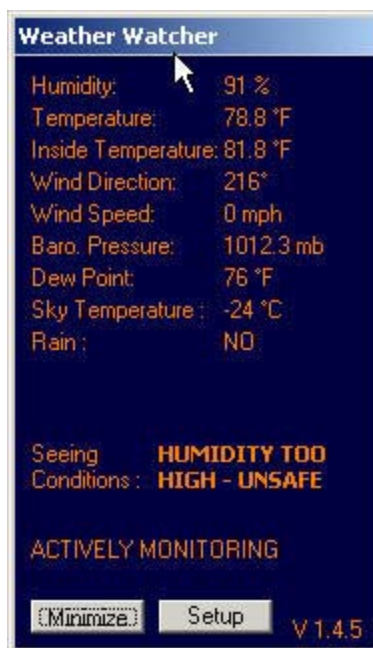 Weather Watcher
Humidity: 91 %
Temperature: 78.8 °F
Inside Temperature: 81.8 °F
Wind Direction: 216°
Wind Speed: 0 mph
Baro. Pressure: 1012.3 mb
Dew Point: 76 °F
Sky Temperature : -24 °C
Rain : NO
Seeing HUMIDITY TOO
Conditions : HIGH - UNSAFE
ACTIVELY MONITORING
Minimize Setup V 1.4.5